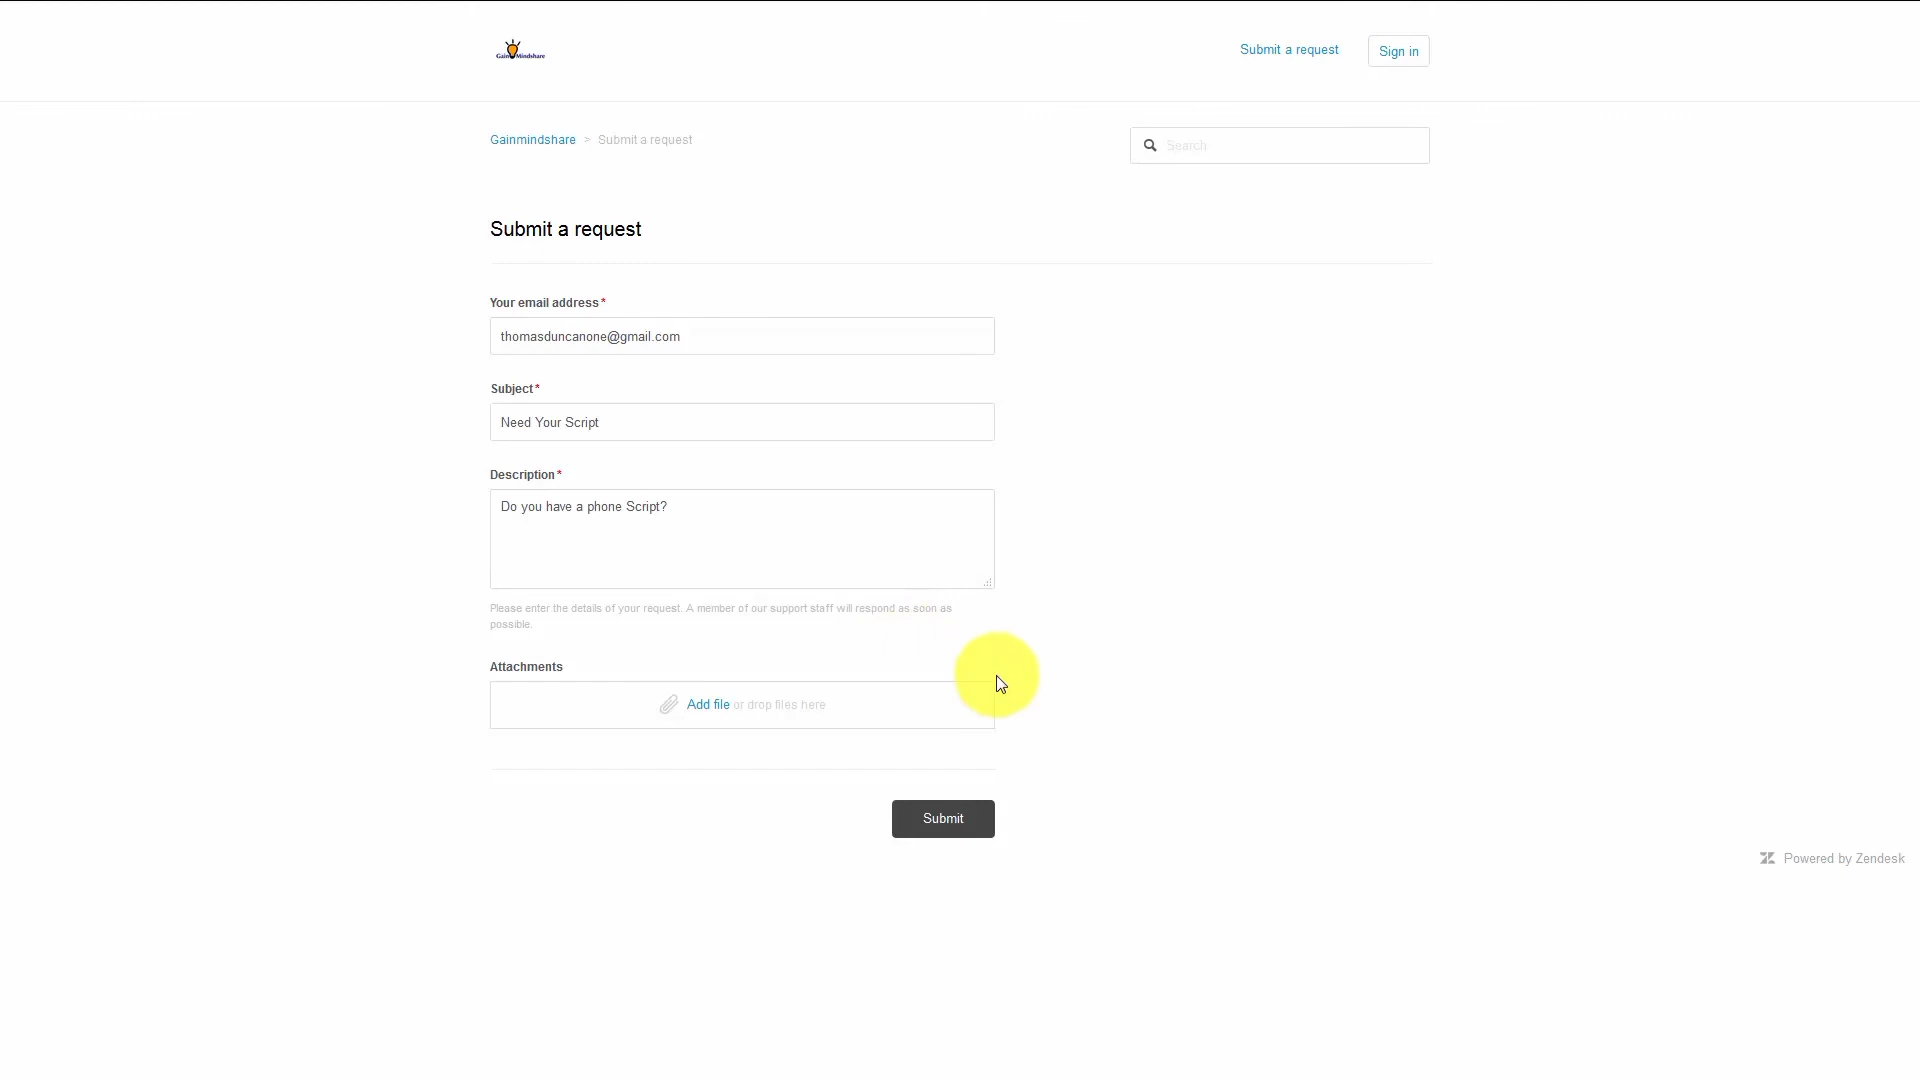 Gain Mindshare
Submit a request
Sign in
Gainmindshare > Submit a request
Search
Submit a request
Your email address*
thomasduncanone@gmail.com
Subject*
Need Your Script
Description*
Do you have a phone Script?
Please enter the details of your request. A member of our support staff will respond as soon as
possible.
Attachments
Add file or drop files here
Submit
Powered by Zendesk